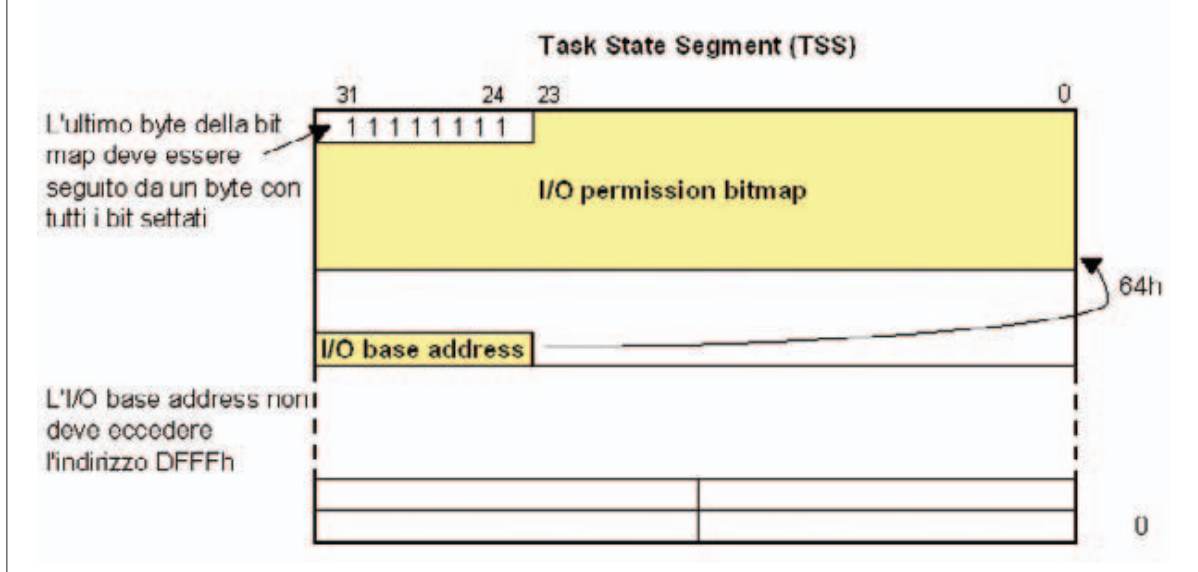 Task State Segment (TSS)
31 24 23 0
L'ultimo byte della bit
map deve essere
seguito da un byte con
tutti i bit settati
1 1 1 1 1 1 1 1
I/O permission bitmap
64h
I/O base address
L'I/O base address non
deve eccedere
l'indirizzo DFFFh
0